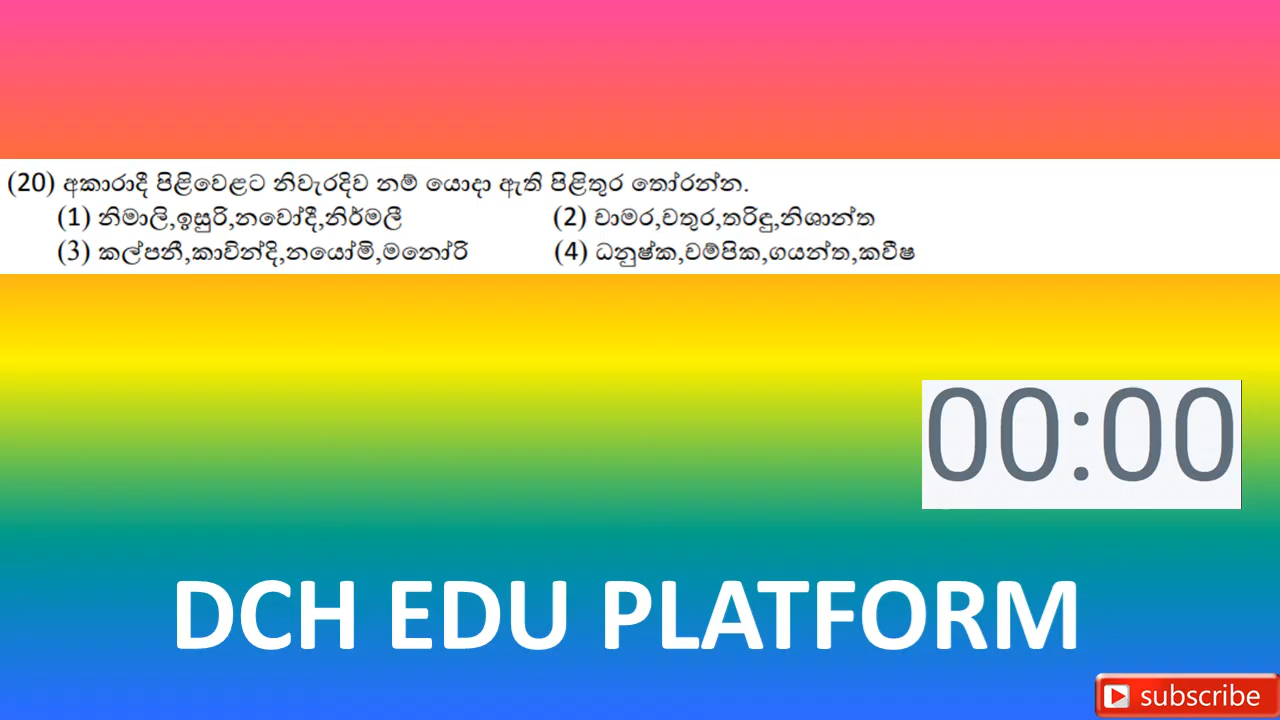 (20) අකාරාදී පිළිවෙළට නිවැරදිව නම් යොදා ඇති පිළිතුර තෝරන්න.
(1) නිමාලි,ඉසුරි,නවෝදී,නිර්මලී (2) චාමර,චතුර,තරිඳු,නිශාන්ත
(3) කල්පනී,කාවින්දි,නයෝමි,මනෝරි (4) ධනුෂ්ක,චම්පික,ගයන්ත,කවීෂ
00:00
DCH EDU PLATFORM
subscribe